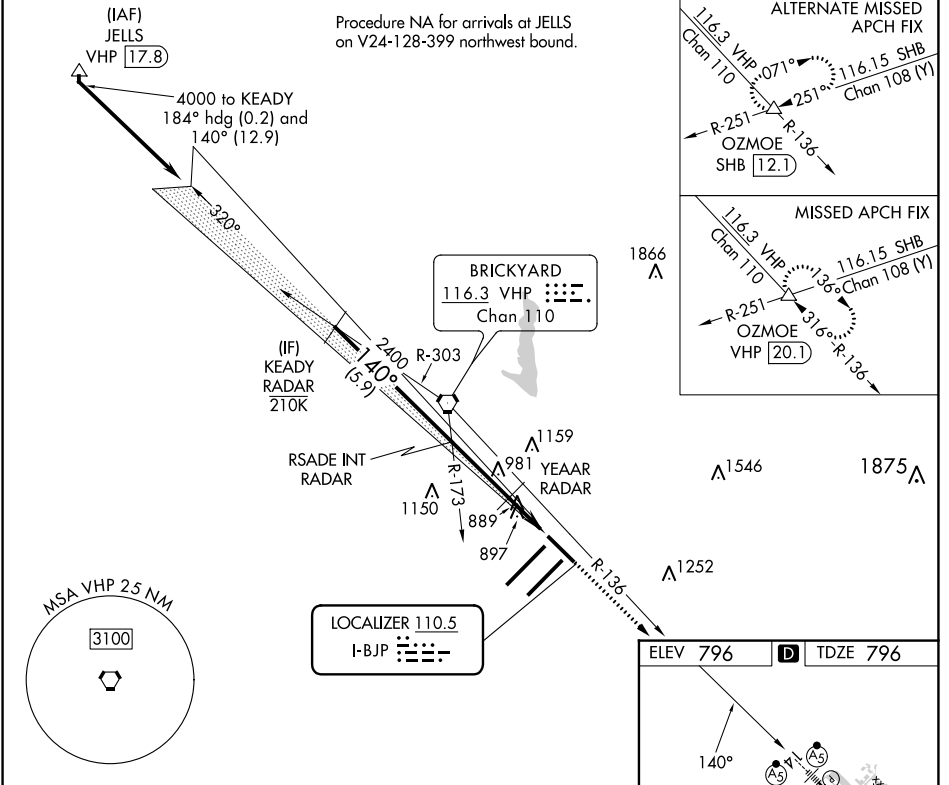 (IAF)
JELLS
VHP 17.8
Procedure NA for arrivals at JELLS
on V24-128-399 northwest bound.
4000 to KEADY
184° hdg (0.2) and
140° (12.9)
320°
ALTERNATE MISSED
APCH FIX
116.3 VHP
Chan 110
071°
116.15 SHB
Chan 108 (Y)
251°
R-251
R-136
OZMOE
SHB 12.1
MISSED APCH FIX
116.3 VHP
Chan 110
136°
116.15 SHB
Chan 108 (Y)
R-251
316°
R-136
OZMOE
VHP 20.1
1866
BRICKYARD
116.3 VHP
Chan 110
(IF)
KEADY
RADAR
210K
2400
140°
(5.9)
R-303
RSADE INT
RADAR
R-173
1159
981
YEAAR
RADAR
1150
889
897
1546
1875
R-136
1252
MSA VHP 25 NM
3100
LOCALIZER 110.5
I-BJP
ELEV 796
D
TDZE 796
140°
A5
14
A5
P